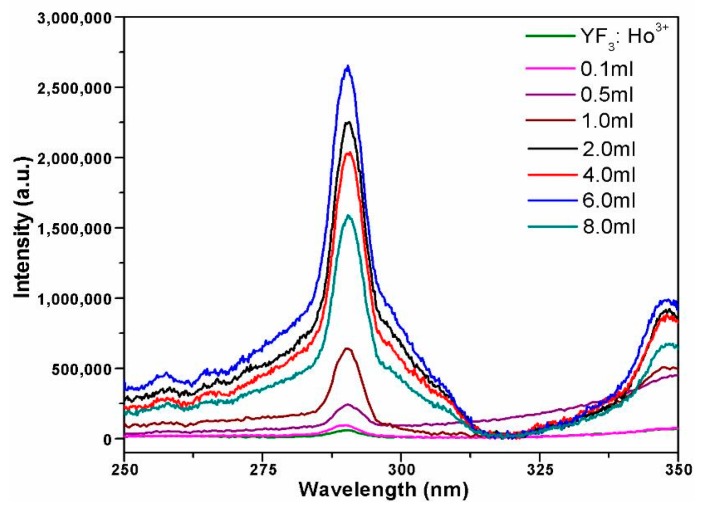 3,000,000
2,500,000
2,000,000
1,500,000
1,000,000
500,000
0
Intensity (a.u.)
YF₃: Ho³⁺
0.1ml
0.5ml
1.0ml
2.0ml
4.0ml
6.0ml
8.0ml
250 275 300 325 350
Wavelength (nm)